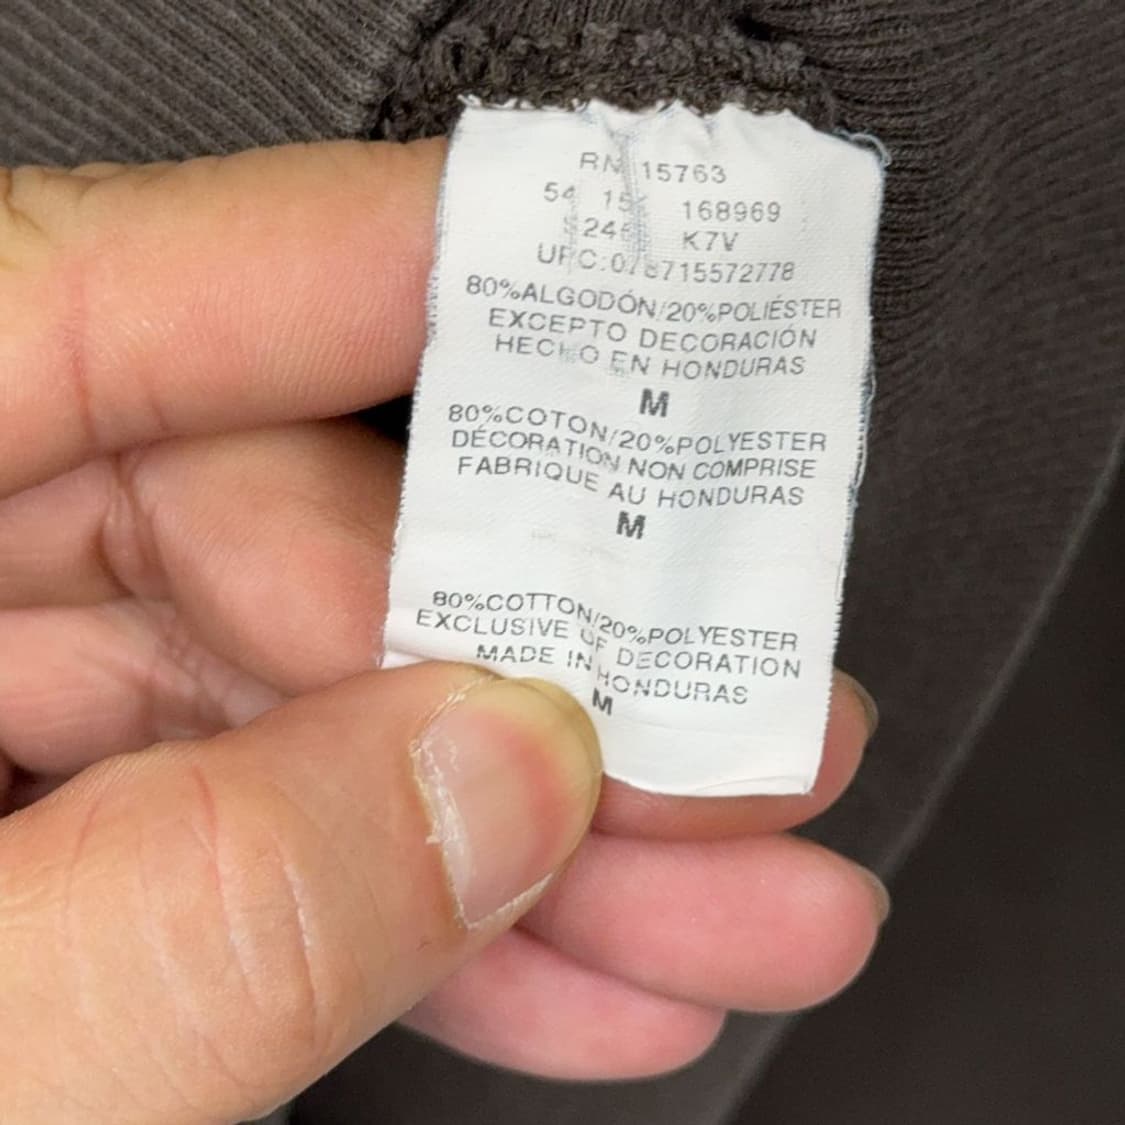 RN 15763
168969
K7V
80%ALGODÓN/20%POLIÉSTER
EXCEPTO DECORACIÓN
HECHO EN HONDURAS
M
80%COTON/20%POLYESTER
DÉCORATION NON COMPRISE
FABRIQUE AU HONDURAS
M
80%COTTON/20%POLYESTER
EXCLUSIVE OF DECORATION
MADE IN HONDURAS
M